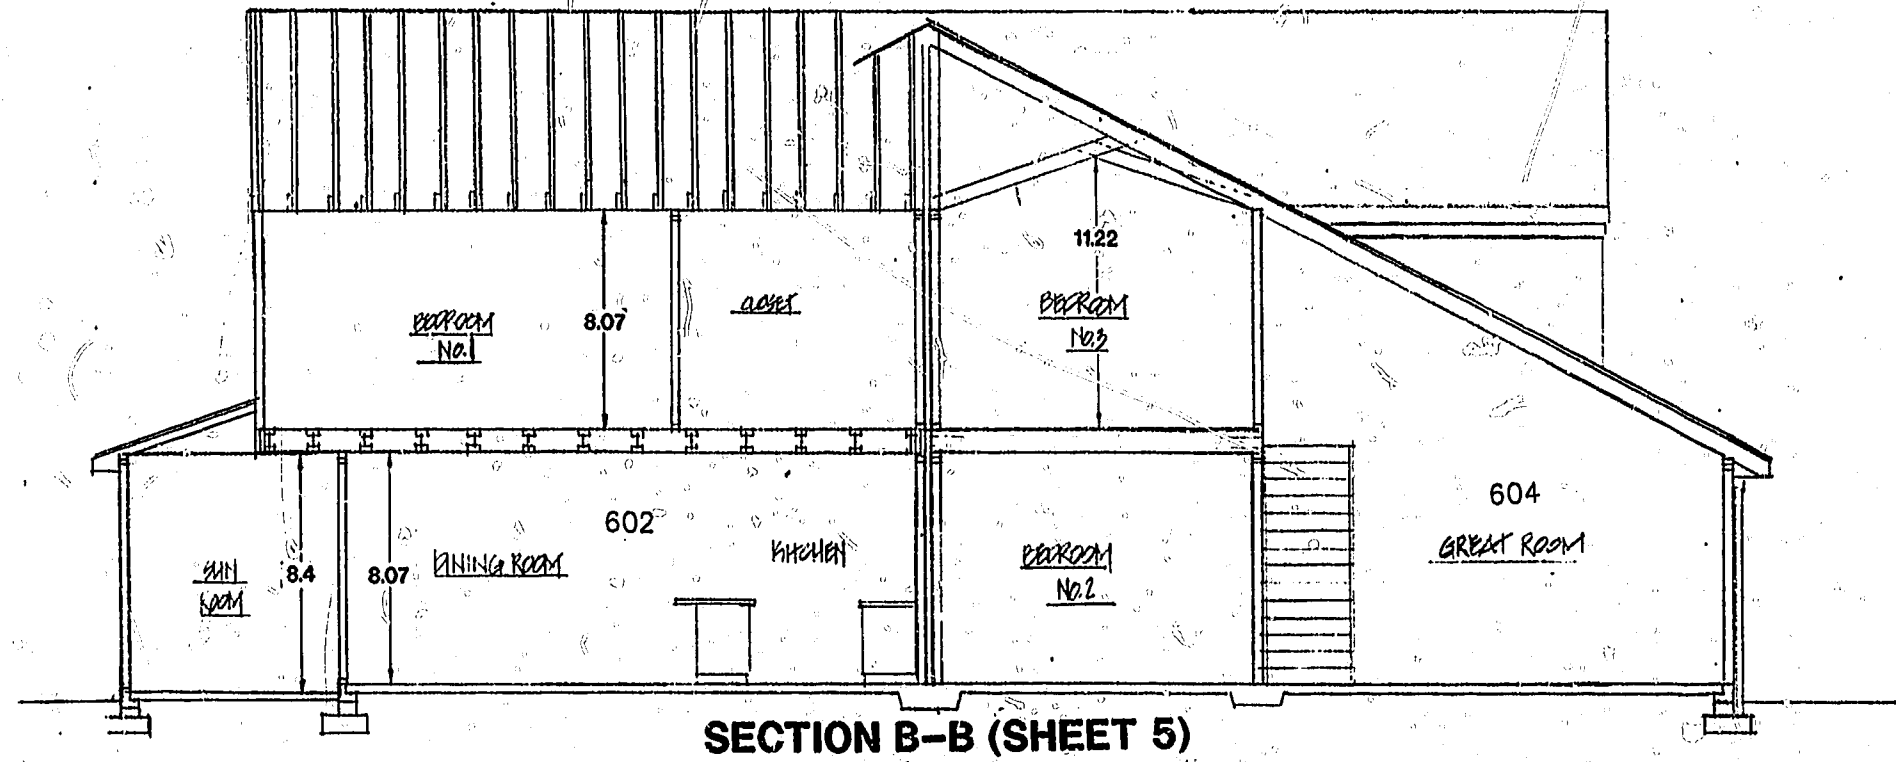 11.22
CLOSET
BEDROOM
No.3
BEDROOM
No.1
8.07
604
GREAT ROOM
602
KITCHEN
DINING ROOM
BEDROOM
No.2
SUN
ROOM
8.4
8.07
SECTION B-B (SHEET 5)